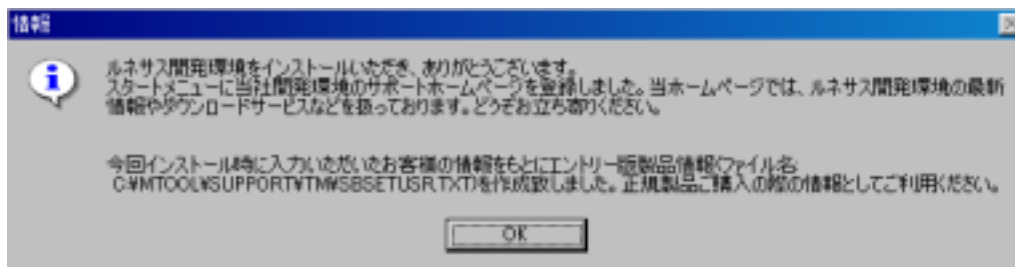 情報
ルネサス開発環境をインストールいただき、ありがとうございます。
スタートメニューに当社開発環境のサポートホームページを登録しました。当ホームページでは、ルネサス開発環境の最新
情報やダウンロードサービスなどを扱っております。どうぞお立ち寄りください。
今回インストール時に入力いただいたお客様の情報をもとにエントリー版製品情報(ファイル名:
C:¥MTOOL¥SUPPORT¥TM¥SBSETUSR.TXT)を作成致しました。正規製品ご購入の際の情報としてご利用ください。
OK